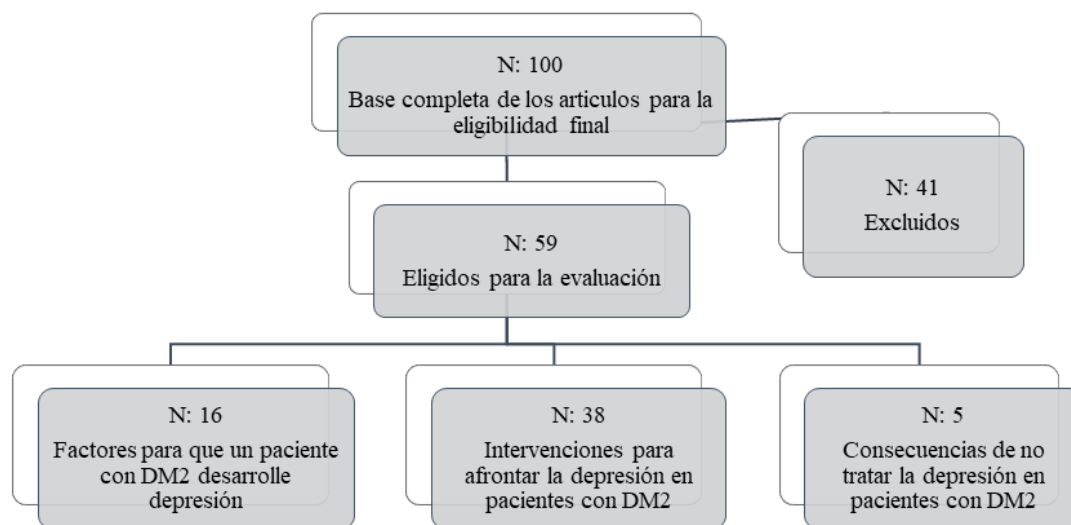 N: 100
Base completa de los articulos para la
eligibilidad final
N: 41
Excluidos
N: 59
Eligidos para la evaluación
N: 16
Factores para que un paciente
con DM2 desarrolle
depresión
N: 38
Intervenciones para
afrontar la depresión en
pacientes con DM2
N: 5
Consecuencias de no
tratar la depresión en
pacientes con DM2